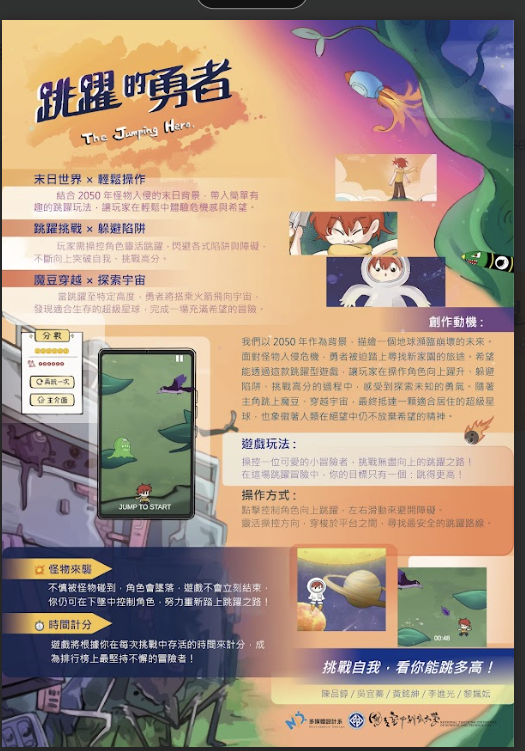 跳躍的勇者
The Jumping Hero.
末日世界 × 輕鬆操作
結合 2050 年怪物入侵的末日背景，帶入簡單有
趣的跳躍玩法，讓玩家在輕鬆中體驗危機感與希望。
跳躍挑戰 × 躲避陷阱
玩家需操控角色靈活跳躍，閃避各式陷阱與障礙，
不斷向上突破自我，挑戰高分。
魔豆穿越 × 探索宇宙
當跳躍至特定高度，勇者將搭乘火箭飛向宇宙，
發現適合生存的超級星球，完成一場充滿希望的冒險。
創作動機：
我們以 2050 年作為背景，描繪一個地球瀕臨崩壞的未來。
面對怪物入侵危機，勇者被迫踏上尋找新家園的旅途。希望
能透過這款跳躍型遊戲，讓玩家在操作角色向上躍升、躲避
陷阱、挑戰高分的過程中，感受到探索未知的勇氣。隨著
主角跳上魔豆、穿越宇宙，最終抵達一顆適合居住的超級星
球，也象徵著人類在絕望中仍不放棄希望的精神。
分數
再玩一次
主介面
JUMP TO START
遊戲玩法：
操控一位可愛的小冒險者，挑戰無盡向上的跳躍之路！
在這場跳躍冒險中，你的目標只有一個：跳得更高！
操作方式：
點擊控制角色向上跳躍，左右滑動來避開障礙。
靈活操控方向，穿梭於平台之間，尋找最安全的跳躍路線。
怪物來襲
不慎被怪物碰到，角色會墜落，遊戲不會立刻結束，
你仍可在下墜中控制角色，努力重新踏上跳躍之路！
時間計分
遊戲將根據你在每次挑戰中存活的時間來計分，成
為排行榜上最堅持不懈的冒險者！
00:48
挑戰自我，看你能跳多高！
多媒體設計系
國立臺中科技大學